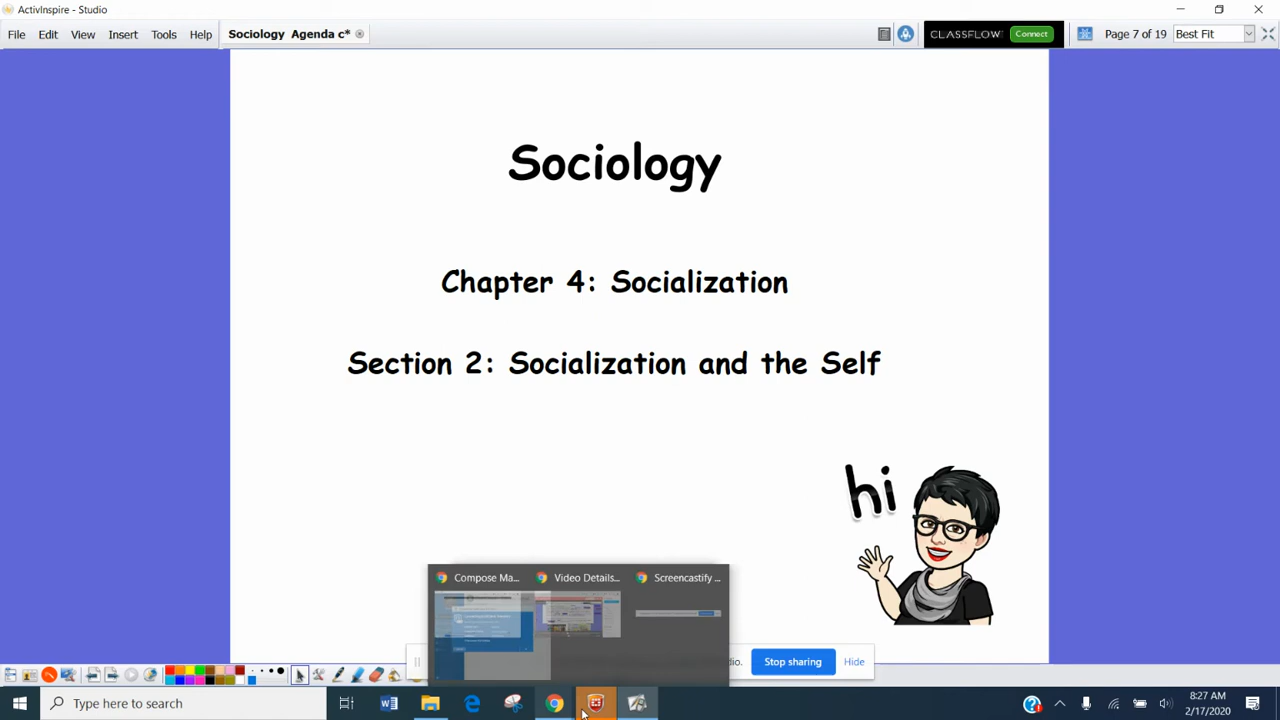 ActivInspire - Studio
File Edit View Insert Tools Help
Sociology Agenda c*
CLASSFLOW Connect
Page 7 of 19
Best Fit
Sociology
Chapter 4: Socialization
Section 2: Socialization and the Self
hi
Compose Ma...
Video Details...
Screencastify ...
dio.
Stop sharing
Hide
Type here to search
8:27 AM
2/17/2020